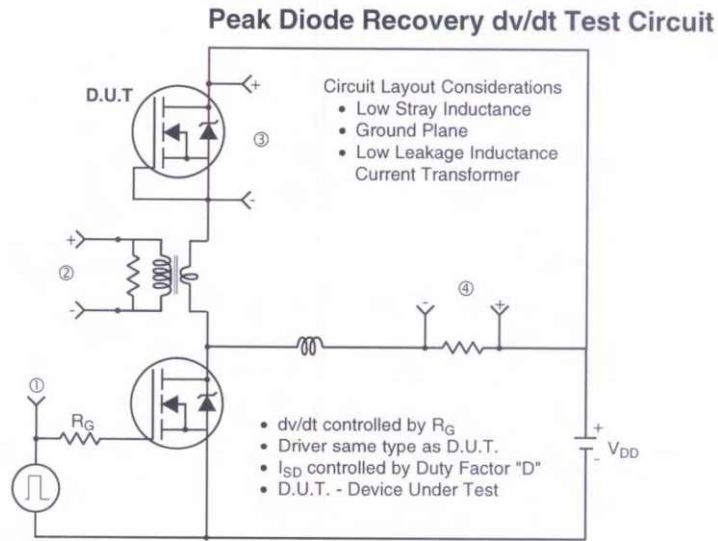 Peak Diode Recovery dv/dt Test Circuit
D.U.T
+
③
-
Circuit Layout Considerations
• Low Stray Inductance
• Ground Plane
• Low Leakage Inductance
Current Transformer
+
②
-
④
-
+
①
RG
• dv/dt controlled by RG
• Driver same type as D.U.T.
• ISD controlled by Duty Factor "D"
• D.U.T. - Device Under Test
+
VDD
-